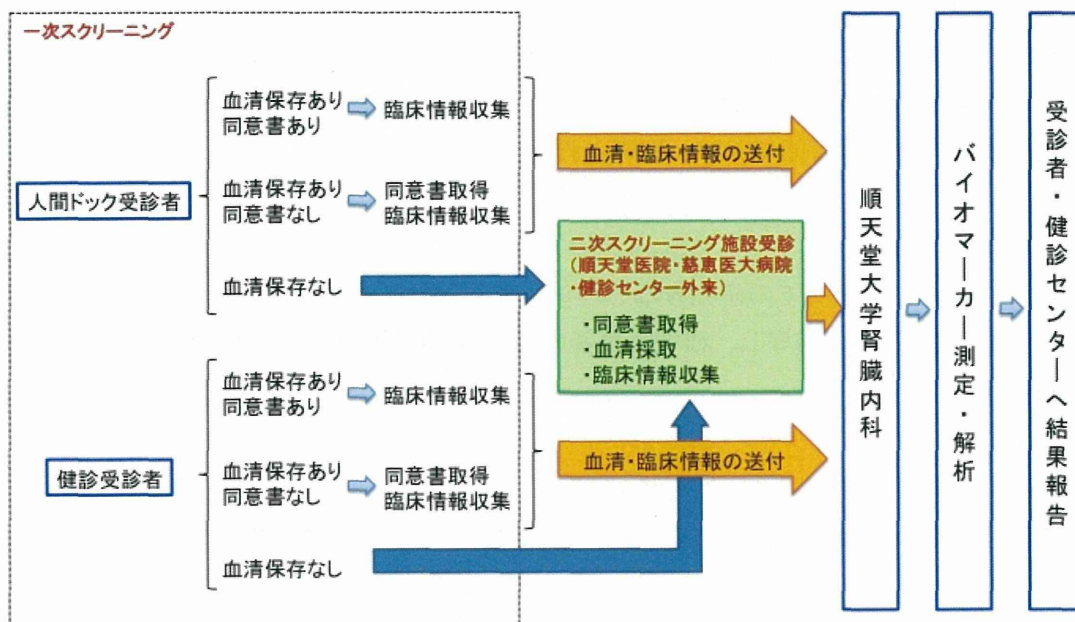 一次スクリーニング
人間ドック受診者
血清保存あり
同意書あり
臨床情報収集
血清保存あり
同意書なし
同意書取得
臨床情報収集
血清保存なし
健診受診者
血清保存あり
同意書あり
臨床情報収集
血清保存あり
同意書なし
同意書取得
臨床情報収集
血清保存なし
血清・臨床情報の送付
二次スクリーニング施設受診
(順天堂医院・慈恵医大病院
・健診センター外来)
・同意書取得
・血清採取
・臨床情報収集
血清・臨床情報の送付
順天堂大学腎臓内科
バイオマーカー測定・解析
受診者・健診センターへ結果報告